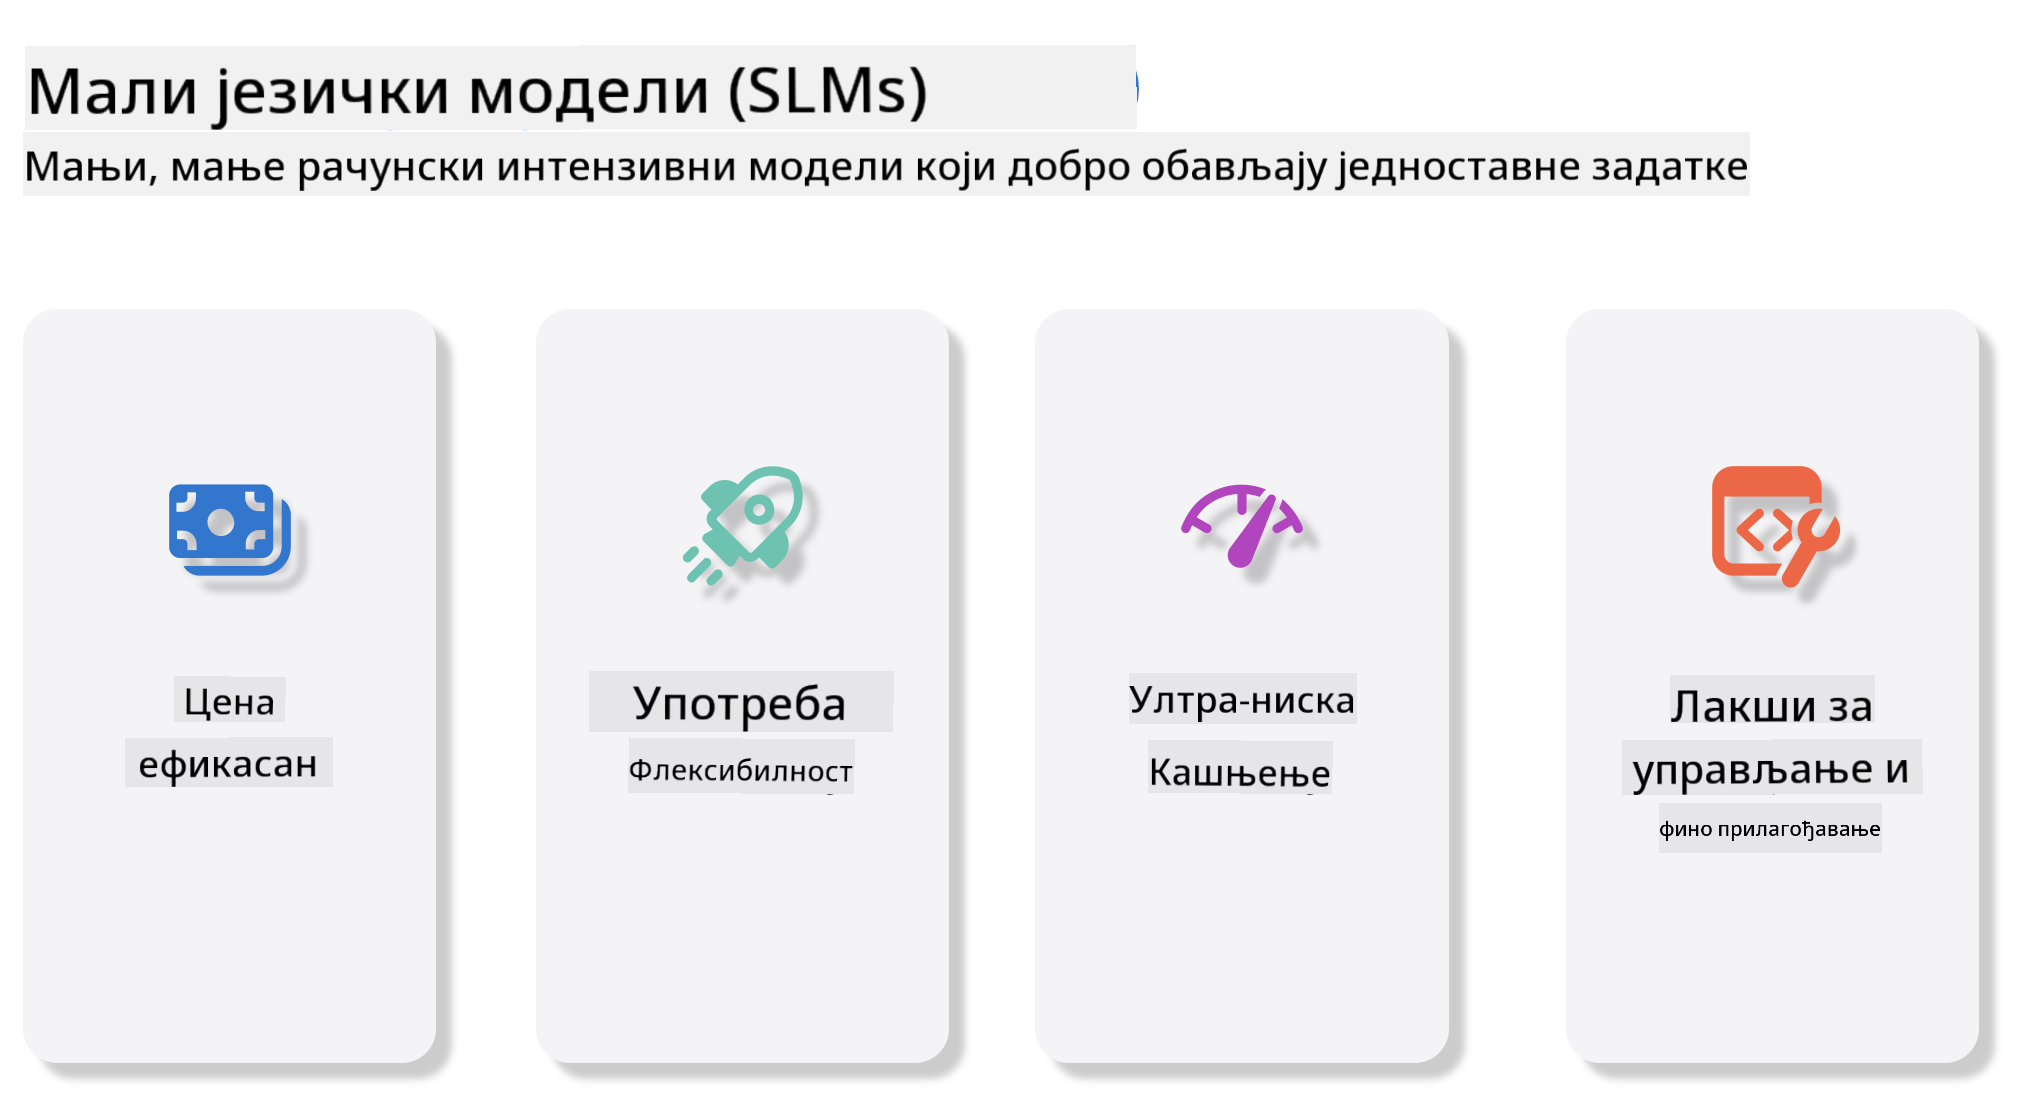 Мали језички модели (SLMs)
Мањи, мање рачунски интензивни модели који добро обављају једноставне задатке
Цена
ефикасан
Употреба
Флексибилност
Ултра-ниска
Кашњење
Лакши за
управљање и
фино прилагођавање